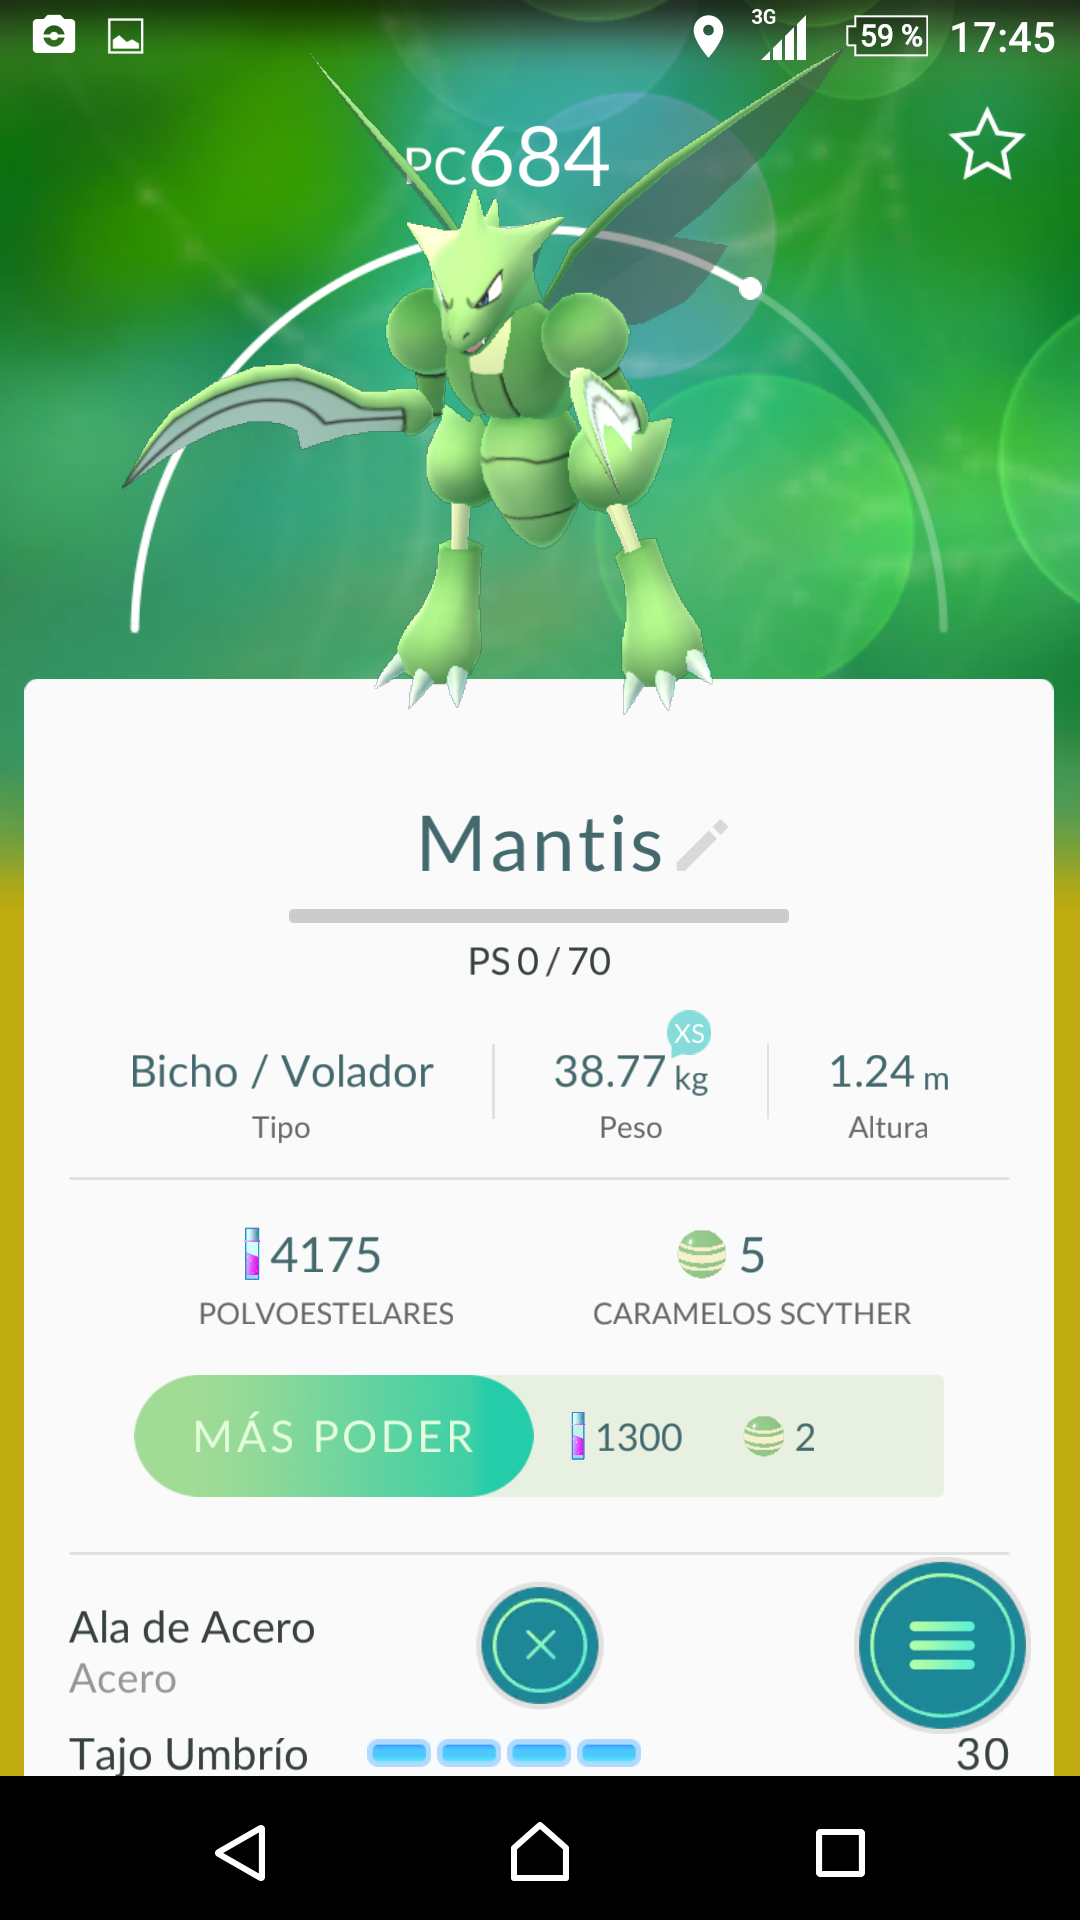 3G
59 %
17:45
PC684
Mantis
PS 0 / 70
XS
Bicho / Volador
38.77 kg
1.24 m
Tipo
Peso
Altura
4175
5
POLVOESTELARES
CARAMELOS SCYTHER
MÁS PODER
1300
2
Ala de Acero
Acero
Tajo Umbrío
30